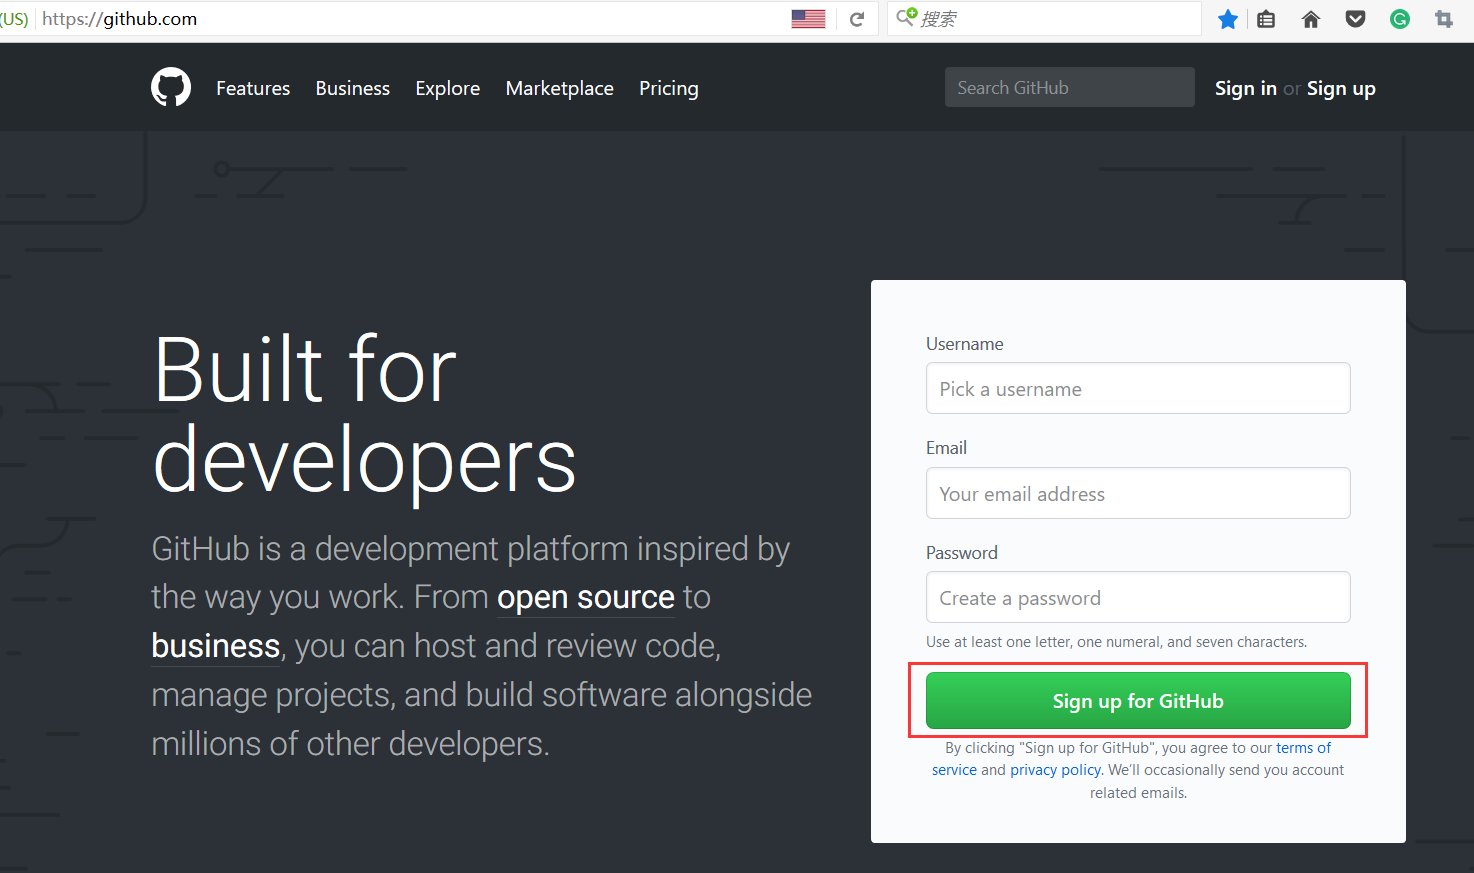 (US) https://github.com
搜索
Features Business Explore Marketplace Pricing
Search GitHub
Sign in or Sign up
Built for
developers
GitHub is a development platform inspired by
the way you work. From open source to
business, you can host and review code,
manage projects, and build software alongside
millions of other developers.
Username
Pick a username
Email
Your email address
Password
Create a password
Use at least one letter, one numeral, and seven characters.
Sign up for GitHub
By clicking "Sign up for GitHub", you agree to our terms of
service and privacy policy. We’ll occasionally send you account
related emails.